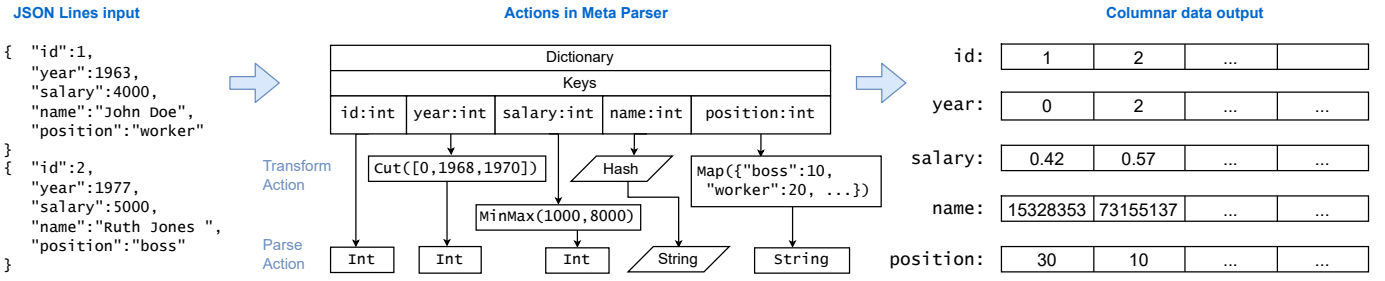 JSON Lines input
{ "id":1,
"year":1963,
"salary":4000,
"name":"John Doe",
"position":"worker"
}
{ "id":2,
"year":1977,
"salary":5000,
"name":"Ruth Jones ",
"position":"boss"
}
Actions in Meta Parser
Dictionary
Keys
id:int year:int salary:int name:int position:int
Transform
Action
Cut([0,1968,1970])
Hash
Map({"boss":10,
"worker":20, ...})
MinMax(1000,8000)
Parse
Action
Int Int Int String String
Columnar data output
id: 1 2 ...
year: 0 2 ... ...
salary: 0.42 0.57 ... ...
name: 15328353 73155137 ... ...
position: 30 10 ... ...